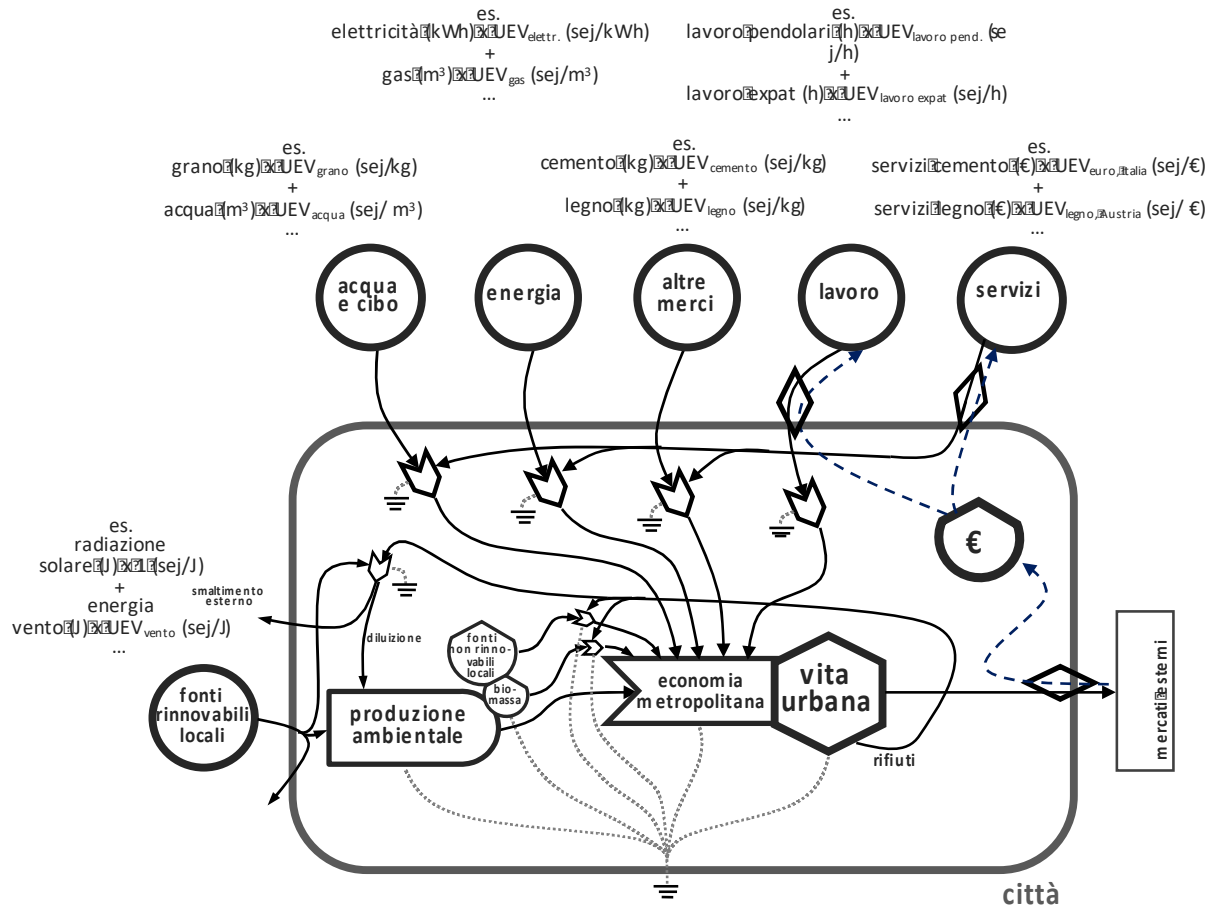 es.
elettricità (kWh) x UEV elettr. (sej/kWh)
+
gas (m³) x UEV gas (sej/m³)
...
es.
lavoro pendolari (h) x UEV lavoro pend. (se
j/h)
+
lavoro expat (h) x UEV lavoro expat (sej/h)
...
es.
grano (kg) x UEV grano (sej/kg)
+
acqua (m³) x UEV acqua (sej/ m³)
...
es.
cemento (kg) x UEV cemento (sej/kg)
+
legno (kg) x UEV legno (sej/kg)
...
es.
servizi cemento (€) x UEV euro, Italia (sej/€)
+
servizi legno (€) x UEV legno, Austria (sej/ €)
...
acqua
e cibo
energia
altre
merci
lavoro
servizi
€
es.
radiazione
solare (J) x 1 (sej/J)
+
energia
vento (J) x UEV vento (sej/J)
...
smaltimento
esterno
diluizione
fonti
rinnovabili
locali
produzione
ambientale
fonti
non rinno-
vabili
locali
bio-
massa
economia
metropolitana
vita
urbana
rifiuti
mercati esterni
città